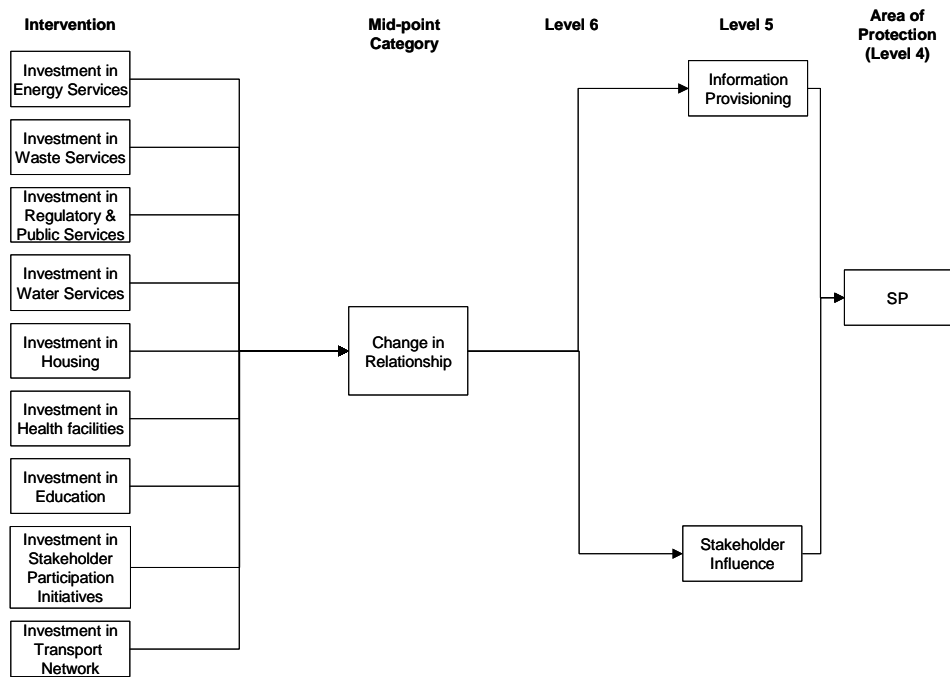 Intervention
Mid-point
Category
Level 6
Level 5
Area of
Protection
(Level 4)
Investment in
Energy Services
Investment in
Waste Services
Investment in
Regulatory &
Public Services
Investment in
Water Services
Investment in
Housing
Investment in
Health facilities
Investment in
Education
Investment in
Stakeholder
Participation
Initiatives
Investment in
Transport
Network
Change in
Relationship
Information
Provisioning
Stakeholder
Influence
SP